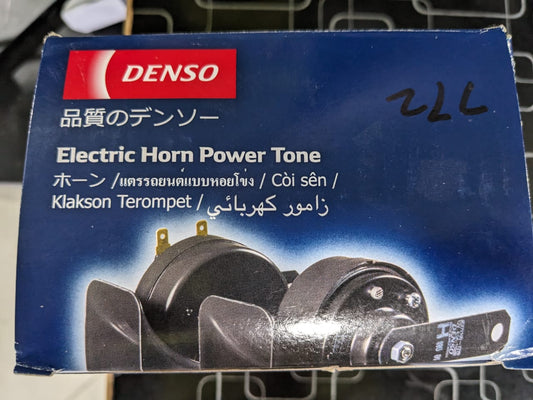 DENSO
品質のデンソー
Electric Horn Power Tone
ホーン /แตรรถยนต์แบบหอยโข่ง / Còi sên /
Klakson Terompet / زامور كهربائي
H